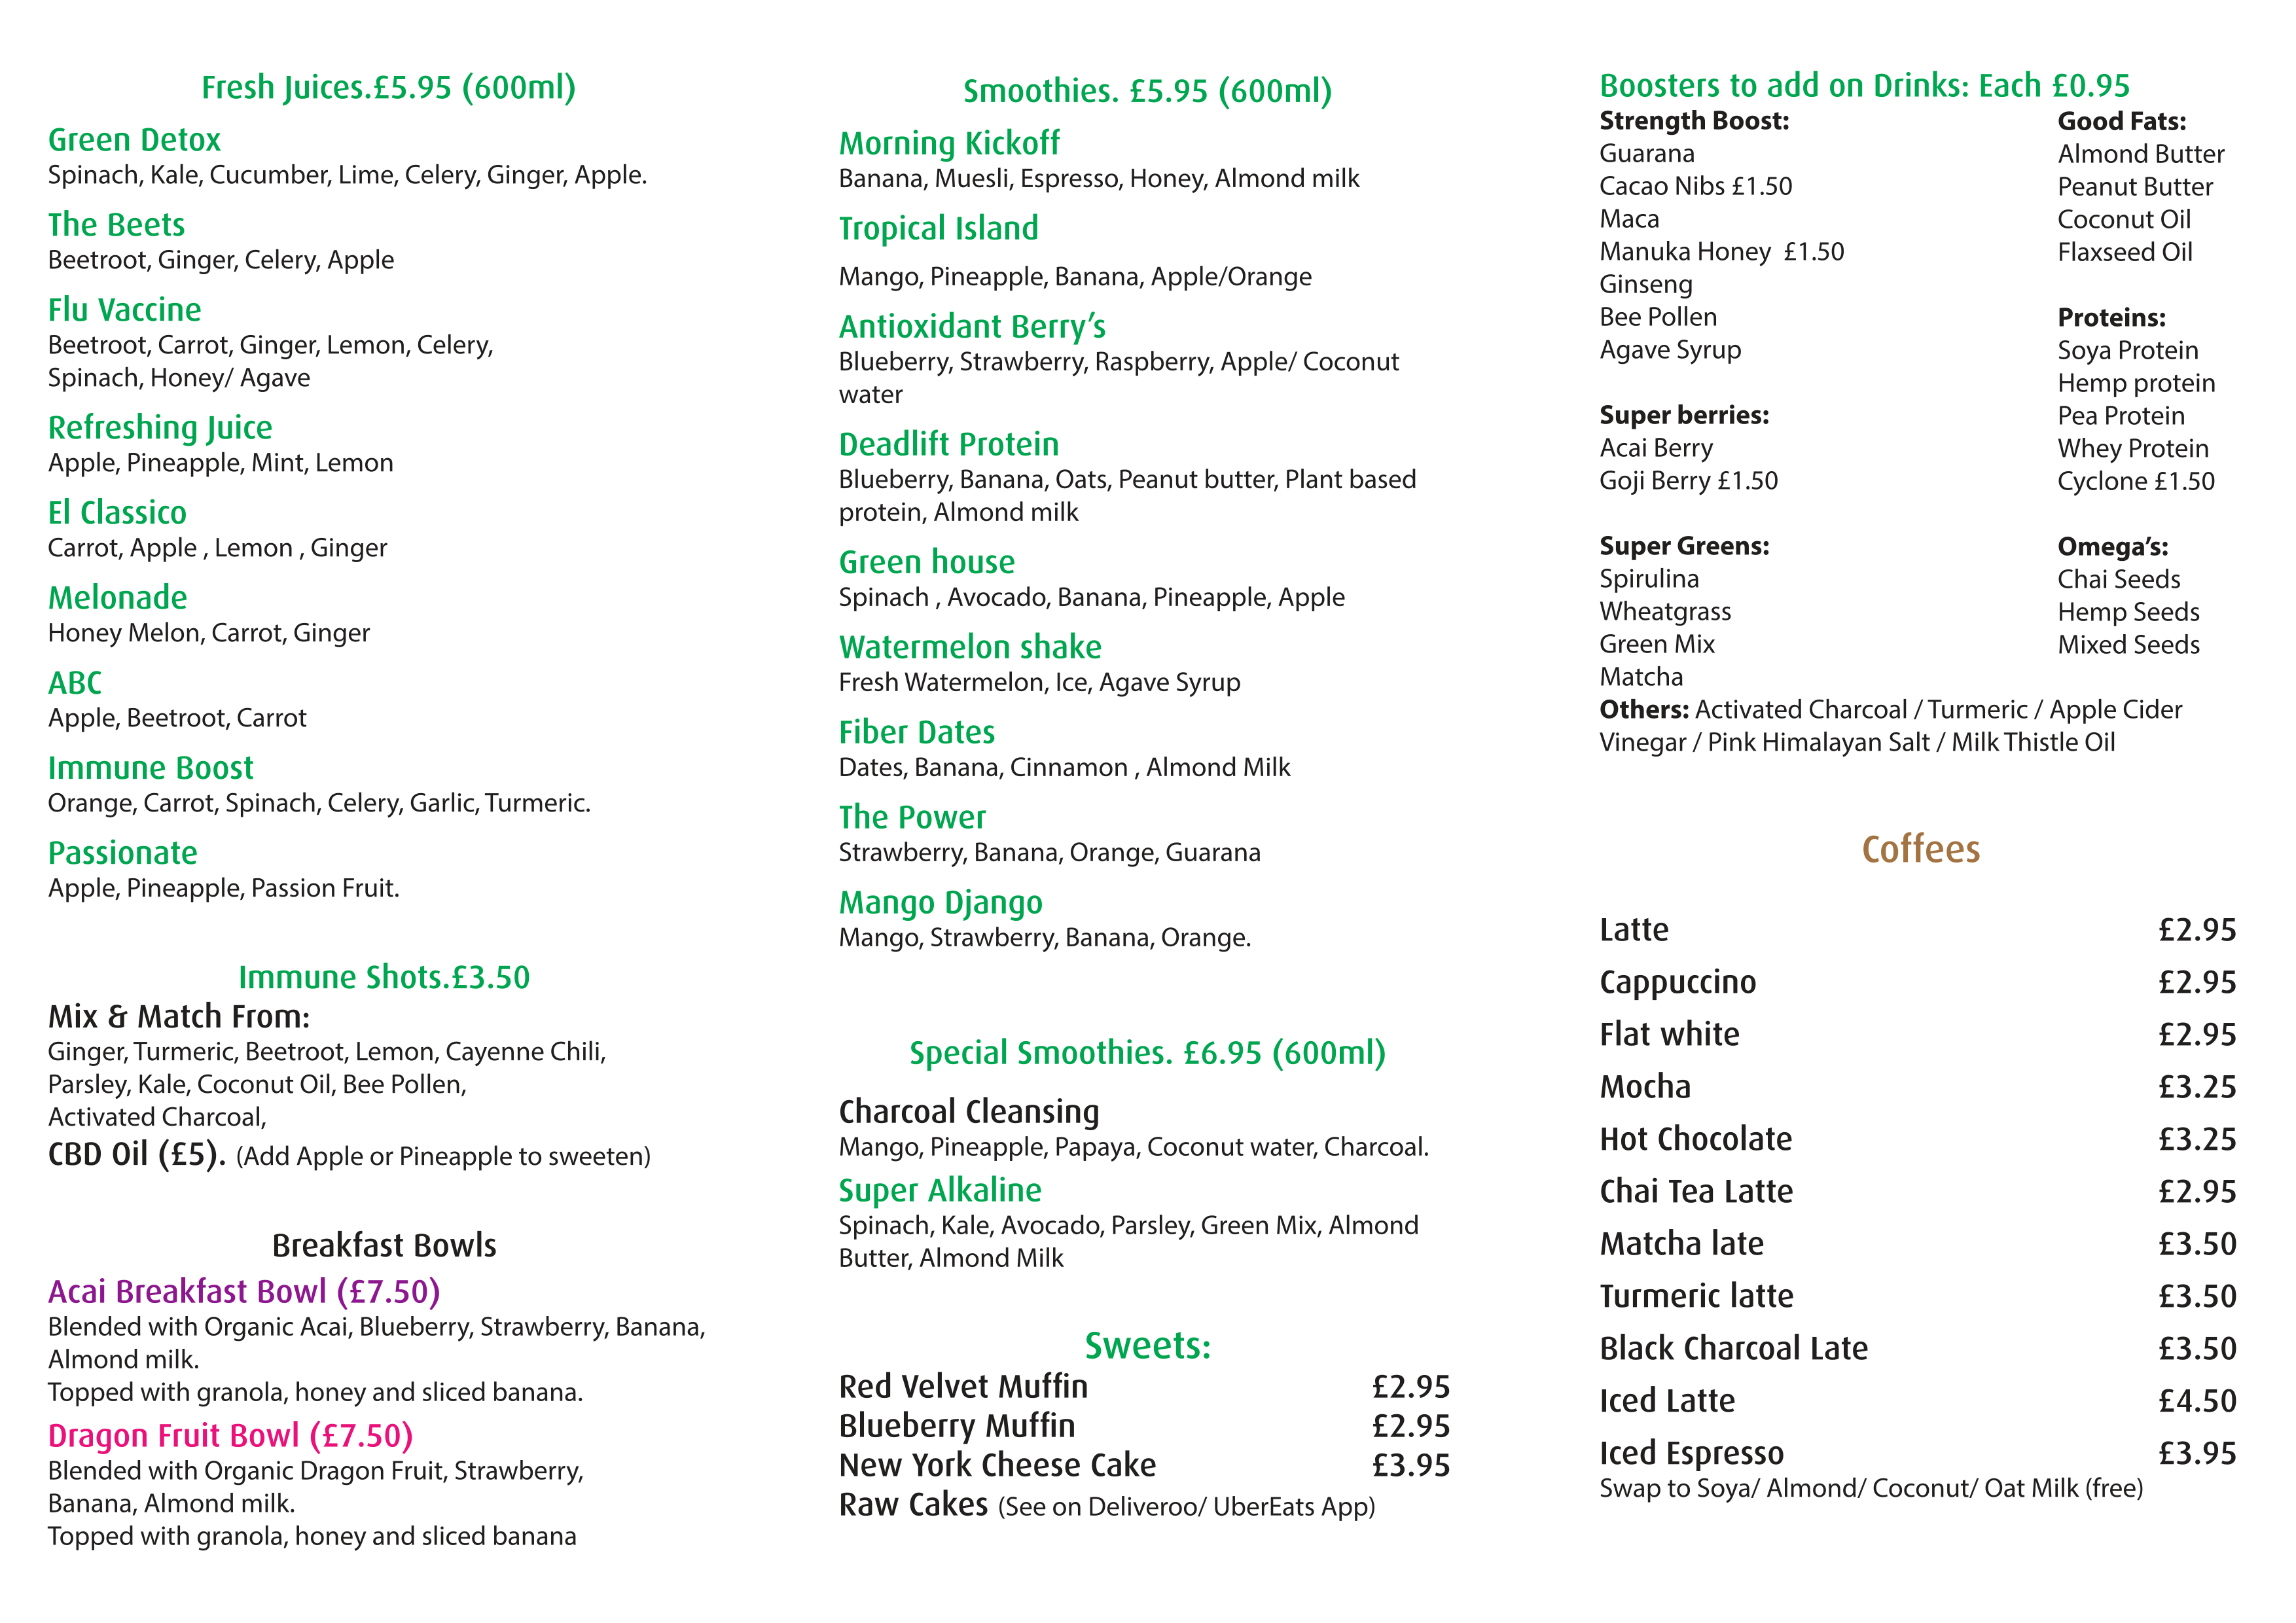 Fresh Juices.£5.95 (600ml)
Green Detox
Spinach, Kale, Cucumber, Lime, Celery, Ginger, Apple.
The Beets
Beetroot, Ginger, Celery, Apple
Flu Vaccine
Beetroot, Carrot, Ginger, Lemon, Celery,
Spinach, Honey/ Agave
Refreshing Juice
Apple, Pineapple, Mint, Lemon
El Classico
Carrot, Apple , Lemon , Ginger
Melonade
Honey Melon, Carrot, Ginger
ABC
Apple, Beetroot, Carrot
Immune Boost
Orange, Carrot, Spinach, Celery, Garlic, Turmeric.
Passionate
Apple, Pineapple, Passion Fruit.
Immune Shots.£3.50
Mix & Match From:
Ginger, Turmeric, Beetroot, Lemon, Cayenne Chili,
Parsley, Kale, Coconut Oil, Bee Pollen,
Activated Charcoal,
CBD Oil (£5). (Add Apple or Pineapple to sweeten)
Breakfast Bowls
Acai Breakfast Bowl (£7.50)
Blended with Organic Acai, Blueberry, Strawberry, Banana,
Almond milk.
Topped with granola, honey and sliced banana.
Dragon Fruit Bowl (£7.50)
Blended with Organic Dragon Fruit, Strawberry,
Banana, Almond milk.
Topped with granola, honey and sliced banana
Smoothies. £5.95 (600ml)
Morning Kickoff
Banana, Muesli, Espresso, Honey, Almond milk
Tropical Island
Mango, Pineapple, Banana, Apple/Orange
Antioxidant Berry’s
Blueberry, Strawberry, Raspberry, Apple/ Coconut
water
Deadlift Protein
Blueberry, Banana, Oats, Peanut butter, Plant based
protein, Almond milk
Green house
Spinach , Avocado, Banana, Pineapple, Apple
Watermelon shake
Fresh Watermelon, Ice, Agave Syrup
Fiber Dates
Dates, Banana, Cinnamon , Almond Milk
The Power
Strawberry, Banana, Orange, Guarana
Mango Django
Mango, Strawberry, Banana, Orange.
Special Smoothies. £6.95 (600ml)
Charcoal Cleansing
Mango, Pineapple, Papaya, Coconut water, Charcoal.
Super Alkaline
Spinach, Kale, Avocado, Parsley, Green Mix, Almond
Butter, Almond Milk
Sweets:
Red Velvet Muffin £2.95
Blueberry Muffin £2.95
New York Cheese Cake £3.95
Raw Cakes (See on Deliveroo/ UberEats App)
Boosters to add on Drinks: Each £0.95
Strength Boost:
Guarana
Cacao Nibs £1.50
Maca
Manuka Honey £1.50
Ginseng
Bee Pollen
Agave Syrup
Super berries:
Acai Berry
Goji Berry £1.50
Super Greens:
Spirulina
Wheatgrass
Green Mix
Matcha
Good Fats:
Almond Butter
Peanut Butter
Coconut Oil
Flaxseed Oil
Proteins:
Soya Protein
Hemp protein
Pea Protein
Whey Protein
Cyclone £1.50
Omega’s:
Chai Seeds
Hemp Seeds
Mixed Seeds
Others: Activated Charcoal / Turmeric / Apple Cider
Vinegar / Pink Himalayan Salt / Milk Thistle Oil
Coffees
Latte £2.95
Cappuccino £2.95
Flat white £2.95
Mocha £3.25
Hot Chocolate £3.25
Chai Tea Latte £2.95
Matcha late £3.50
Turmeric latte £3.50
Black Charcoal Late £3.50
Iced Latte £4.50
Iced Espresso £3.95
Swap to Soya/ Almond/ Coconut/ Oat Milk (free)